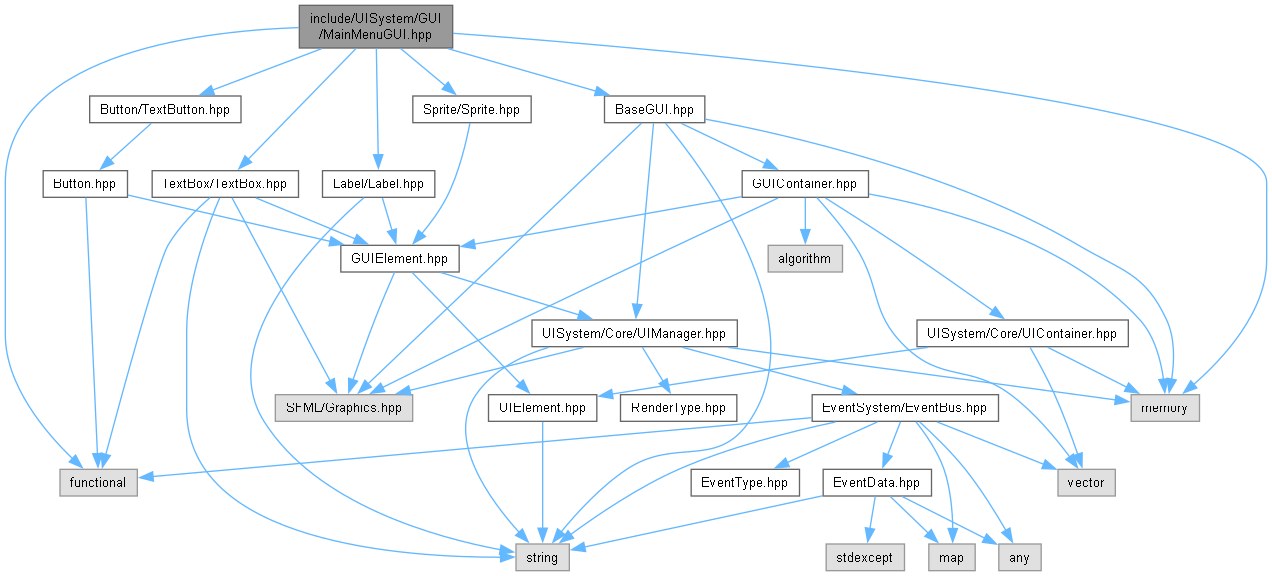 include/UISystem/GUI
/MainMenuGUI.hpp
Button/TextButton.hpp
Sprite/Sprite.hpp
BaseGUI.hpp
Button.hpp
TextBox/TextBox.hpp
Label/Label.hpp
GUIContainer.hpp
GUIElement.hpp
algorithm
UISystem/Core/UIManager.hpp
UISystem/Core/UIContainer.hpp
SFML/Graphics.hpp
UIElement.hpp
RenderType.hpp
EventSystem/EventBus.hpp
memory
functional
EventType.hpp
EventData.hpp
vector
string
stdexcept
map
any